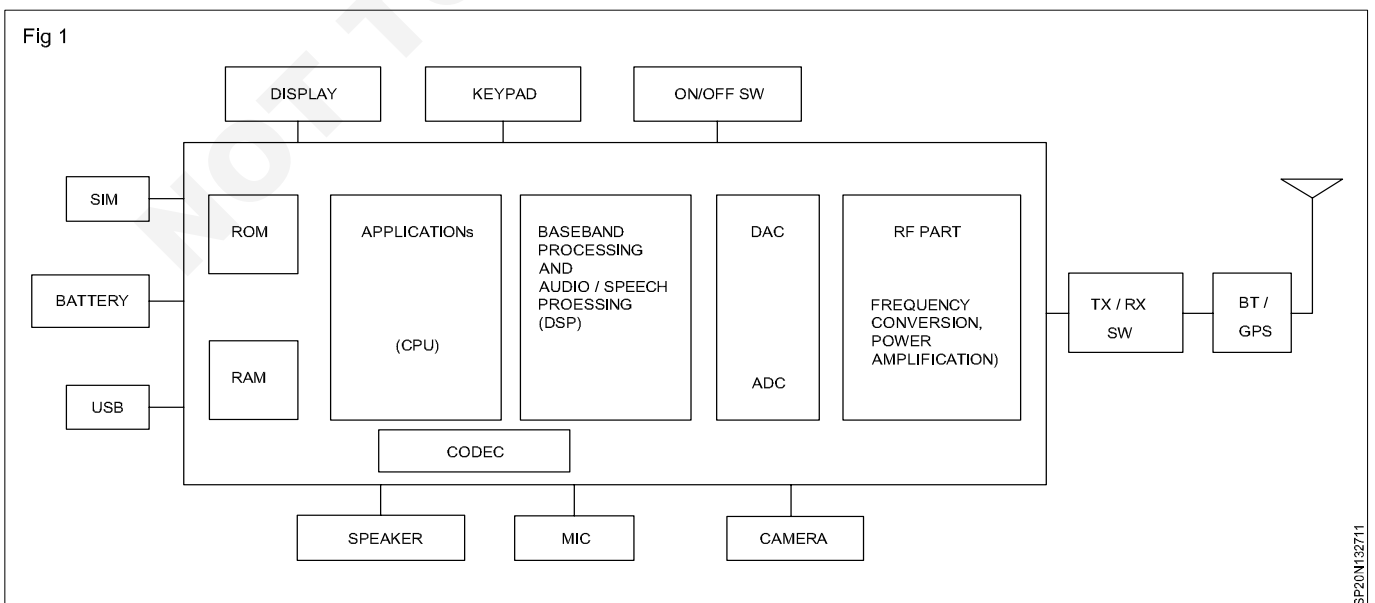 Fig 1
DISPLAY
KEYPAD
ON/OFF SW
SIM
BATTERY
USB
ROM
RAM
APPLICATIONs
(CPU)
BASEBAND
PROCESSING
AND
AUDIO / SPEECH
PROESSING
(DSP)
DAC
ADC
RF PART
FREQUENCY
CONVERSION,
POWER
AMPLIFICATION)
TX / RX
SW
BT /
GPS
CODEC
SPEAKER
MIC
CAMERA
SP20N132711
NOT TO